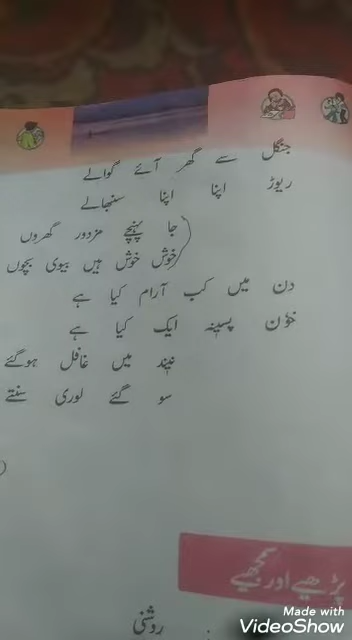 جنگل سے گھر آئے گوالے
ریوڑ اپنا اپنا سنبھالے
جا پہنچے مزدور گھروں
خوش خوش ہیں بیوی بچوں
دن میں کب آرام کیا ہے
خون پسینہ ایک کیا ہے
نیند میں غافل ہوگئے
سو گئے لوری سنتے
پڑھیے اور سمجھیے
روشنی
Made with
VideoShow